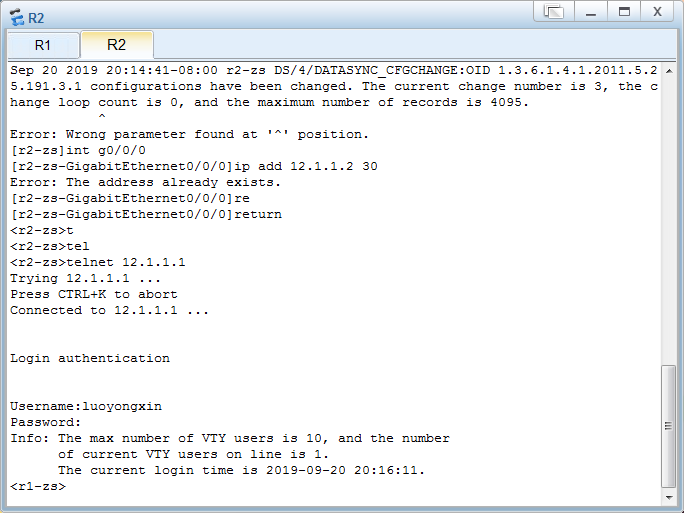 R2
R1
R2
Sep 20 2019 20:14:41-08:00 r2-zs DS/4/DATASYNC_CFGCHANGE:OID 1.3.6.1.4.1.2011.5.2
5.191.3.1 configurations have been changed. The current change number is 3, the c
hange loop count is 0, and the maximum number of records is 4095.
^
Error: Wrong parameter found at '^' position.
[r2-zs]int g0/0/0
[r2-zs-GigabitEthernet0/0/0]ip add 12.1.1.2 30
Error: The address already exists.
[r2-zs-GigabitEthernet0/0/0]re
[r2-zs-GigabitEthernet0/0/0]return
<r2-zs>t
<r2-zs>tel
<r2-zs>telnet 12.1.1.1
Trying 12.1.1.1 ...
Press CTRL+K to abort
Connected to 12.1.1.1 ...
Login authentication
Username:luoyongxin
Password:
Info: The max number of VTY users is 10, and the number
of current VTY users on line is 1.
The current login time is 2019-09-20 20:16:11.
<r1-zs>